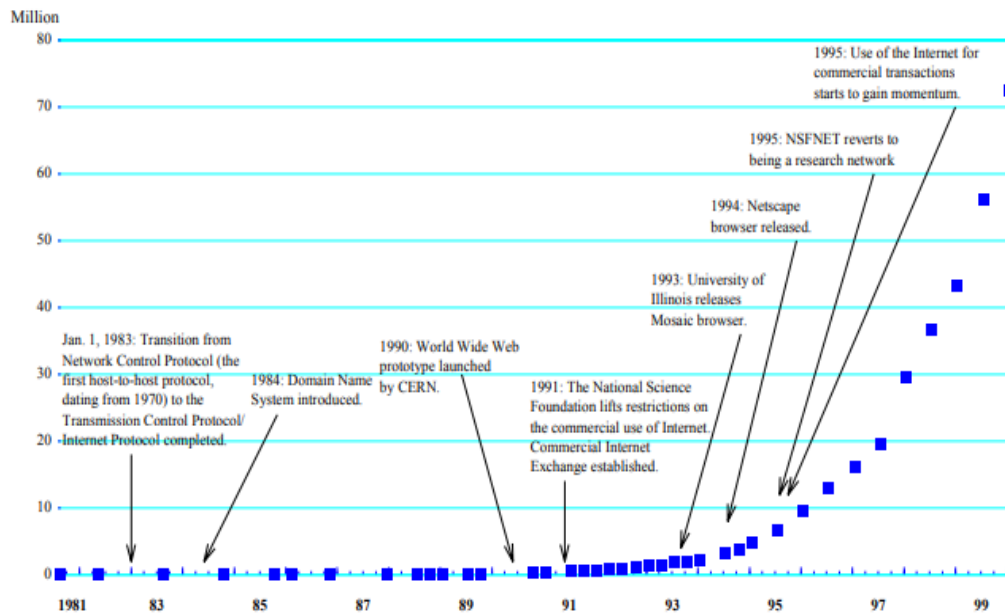 Million
80
70
60
50
40
30
20
10
0
1995: Use of the Internet for
commercial transactions
starts to gain momentum.
1995: NSFNET reverts to
being a research network
1994: Netscape
browser released.
1993: University of
Illinois releases
Mosaic browser.
Jan. 1, 1983: Transition from
Network Control Protocol (the
first host-to-host protocol,
dating from 1970) to the
Transmission Control Protocol/
Internet Protocol completed.
1984: Domain Name
System introduced.
1990: World Wide Web
prototype launched
by CERN.
1991: The National Science
Foundation lifts restrictions on
the commercial use of Internet.
Commercial Internet
Exchange established.
1981 83 85 87 89 91 93 95 97 99